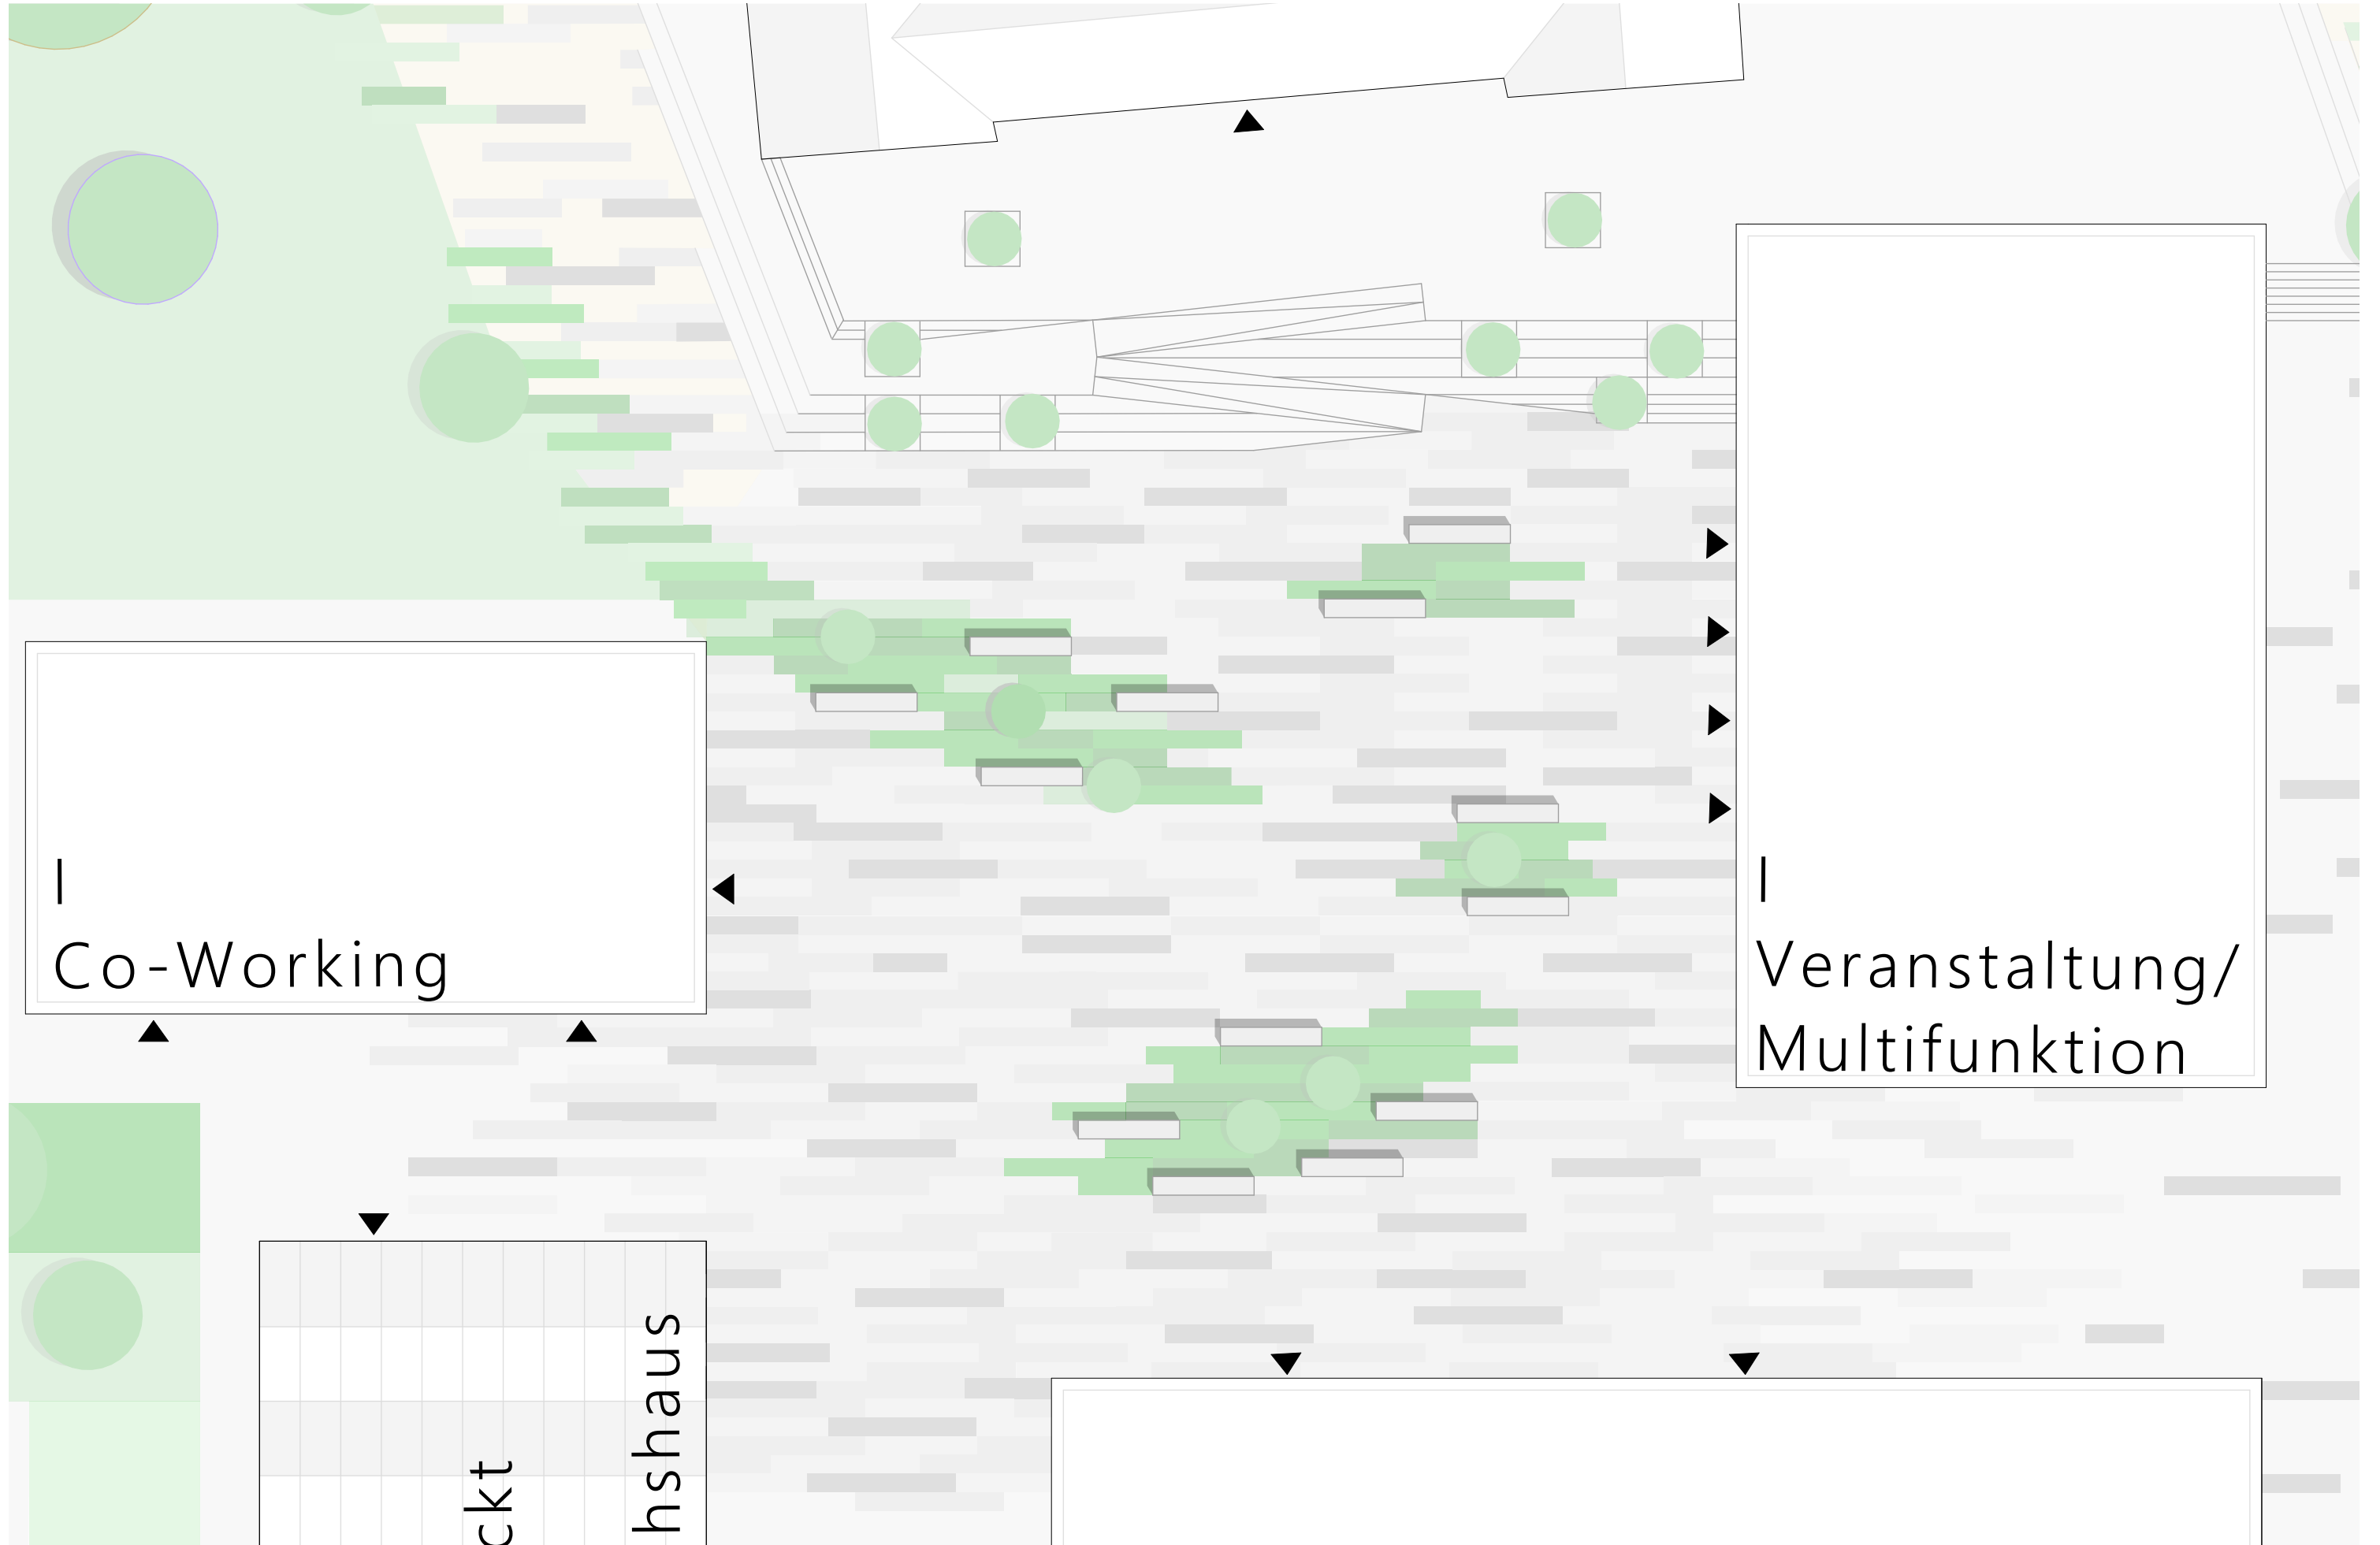 I
Co-Working
I
Veranstaltung/
Multifunktion
ckt
hshaus